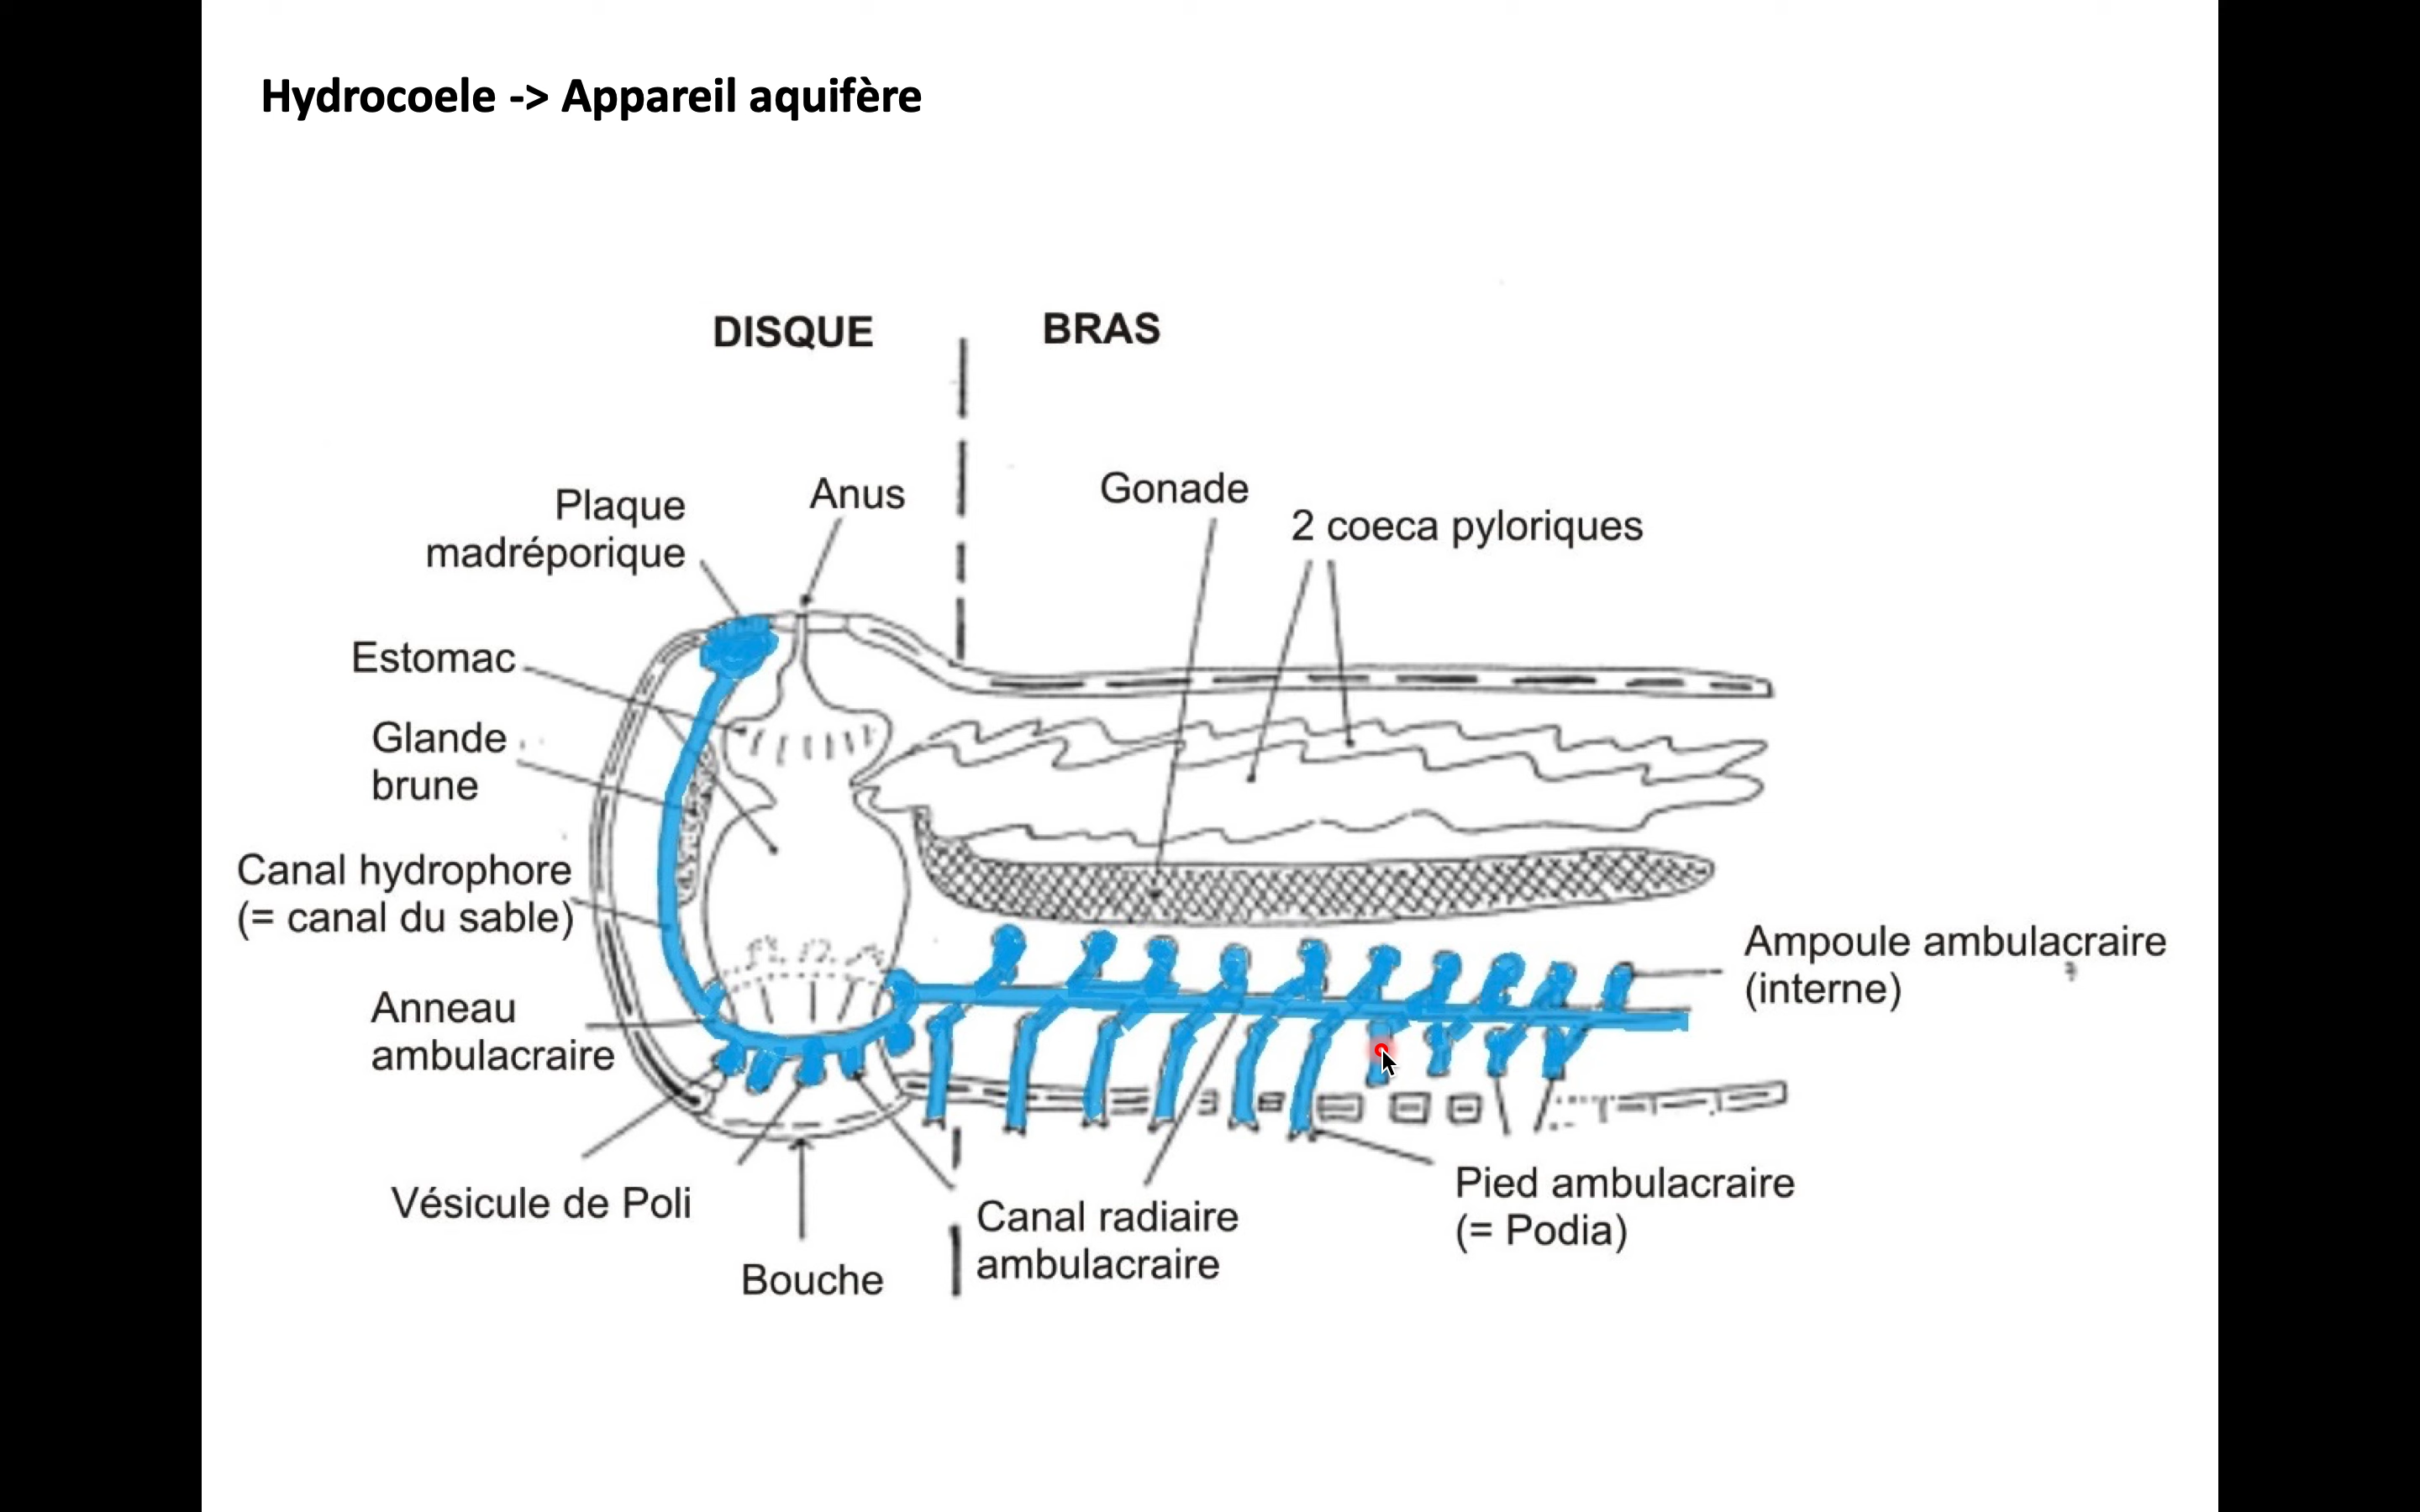 Hydrocoele -> Appareil aquifère
DISQUE
BRAS
Plaque
madréporique
Anus
Gonade
2 coeca pyloriques
Estomac
Glande
brune
Canal hydrophore
(= canal du sable)
Anneau
ambulacraire
Ampoule ambulacraire
(interne)
Vésicule de Poli
Bouche
Canal radiaire
ambulacraire
Pied ambulacraire
(= Podia)